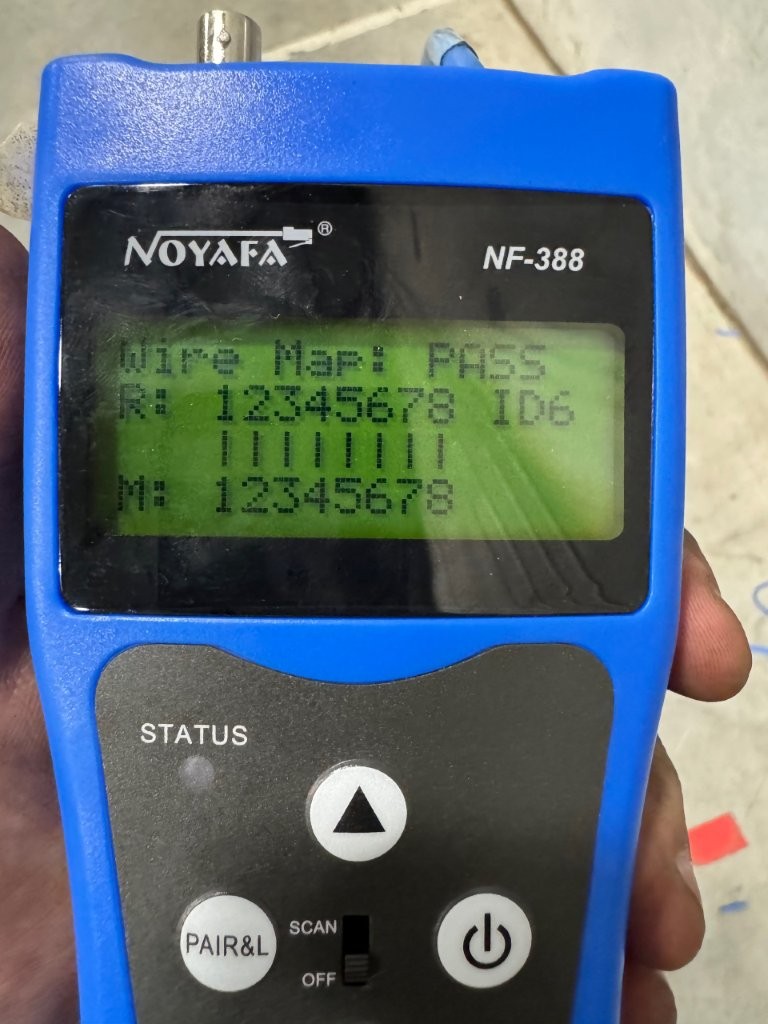 NOYAFA®
NF-388
Wire Map: PASS
R: 12345678 ID6
||||||||
M: 12345678
STATUS
PAIR&L
SCAN
OFF